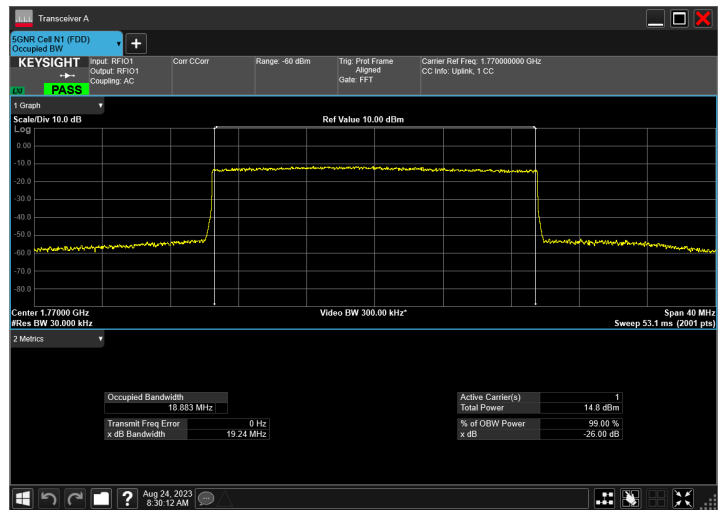 Transceiver A
5GNR Cell N1 (FDD)
Occupied BW
KEYSIGHT
LXI
PASS
Input: RFIO1
Output: RFIO1
Coupling: AC
Corr CCorr
Range: -60 dBm
Trig: Prot Frame
Aligned
Gate: FFT
Carrier Ref Freq: 1.770000000 GHz
CC Info: Uplink, 1 CC
1 Graph
Scale/Div 10.0 dB
Ref Value 10.00 dBm
Log
0.00
-10.0
-20.0
-30.0
-40.0
-50.0
-60.0
-70.0
-80.0
Center 1.77000 GHz
Video BW 300.00 kHz*
Span 40 MHz
#Res BW 30.000 kHz
Sweep 53.1 ms (2001 pts)
2 Metrics
Occupied Bandwidth
18.883 MHz
Transmit Freq Error 0 Hz
x dB Bandwidth 19.24 MHz
Active Carrier(s) 1
Total Power 14.8 dBm
% of OBW Power 99.00 %
x dB -26.00 dB
?
Aug 24, 2023
8:30:12 AM